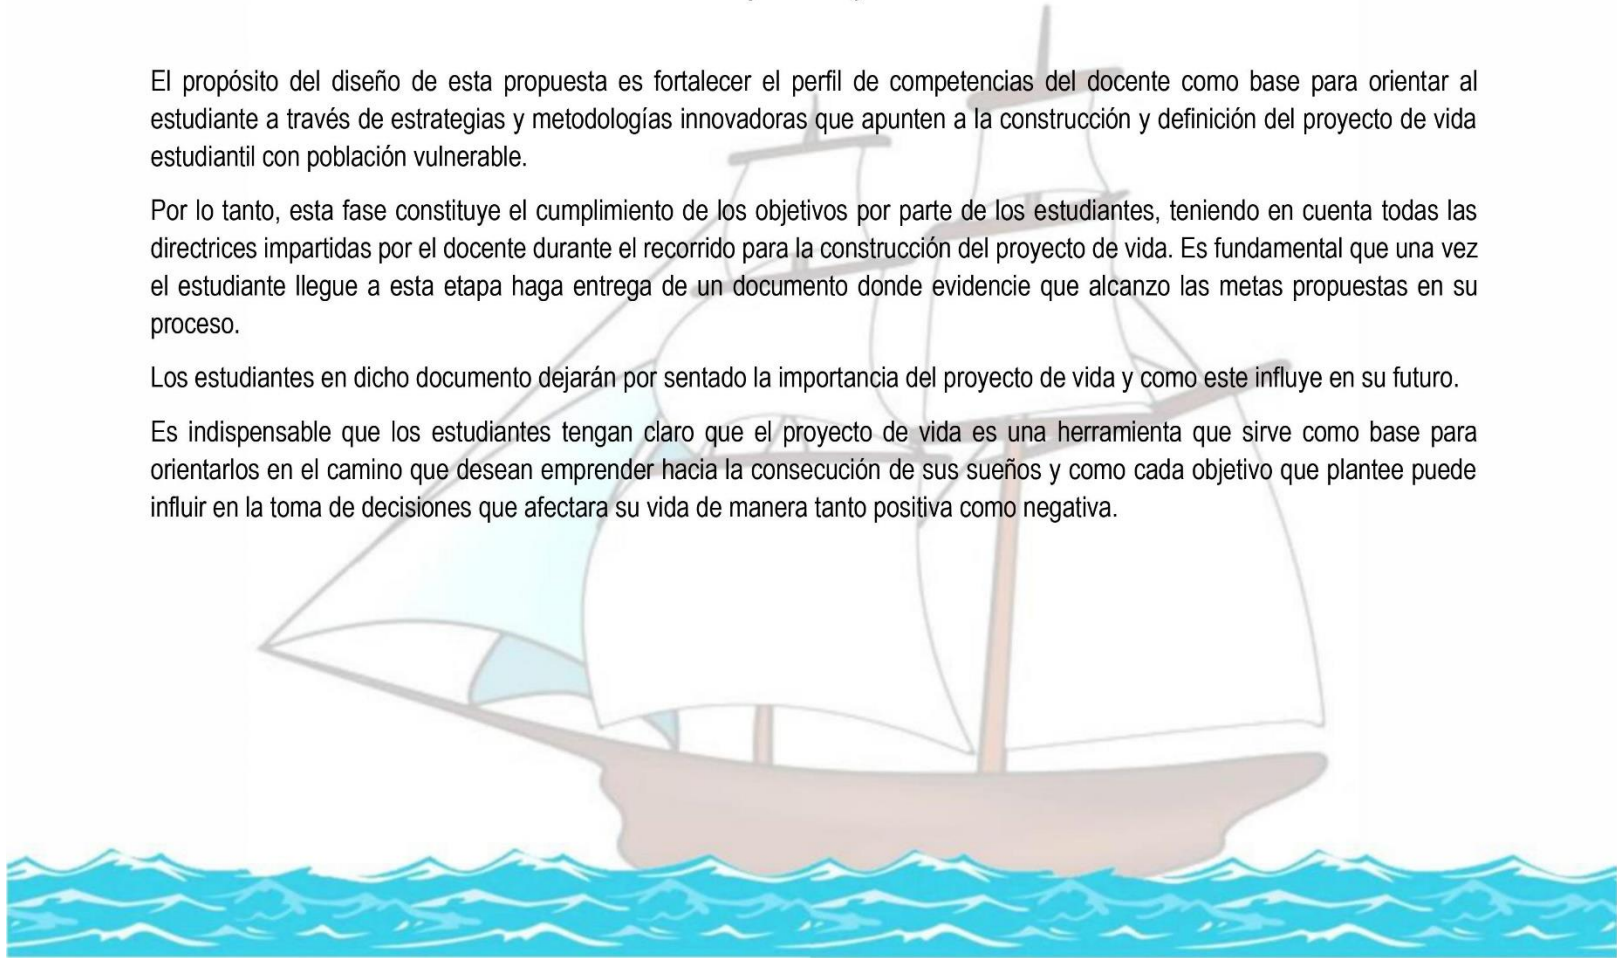 El propósito del diseño de esta propuesta es fortalecer el perfil de competencias del docente como base para orientar al
estudiante a través de estrategias y metodologías innovadoras que apunten a la construcción y definición del proyecto de vida
estudiantil con población vulnerable.
Por lo tanto, esta fase constituye el cumplimiento de los objetivos por parte de los estudiantes, teniendo en cuenta todas las
directrices impartidas por el docente durante el recorrido para la construcción del proyecto de vida. Es fundamental que una vez
el estudiante llegue a esta etapa haga entrega de un documento donde evidencie que alcanzo las metas propuestas en su
proceso.
Los estudiantes en dicho documento dejarán por sentado la importancia del proyecto de vida y como este influye en su futuro.
Es indispensable que los estudiantes tengan claro que el proyecto de vida es una herramienta que sirve como base para
orientarlos en el camino que desean emprender hacia la consecución de sus sueños y como cada objetivo que plantee puede
influir en la toma de decisiones que afectara su vida de manera tanto positiva como negativa.